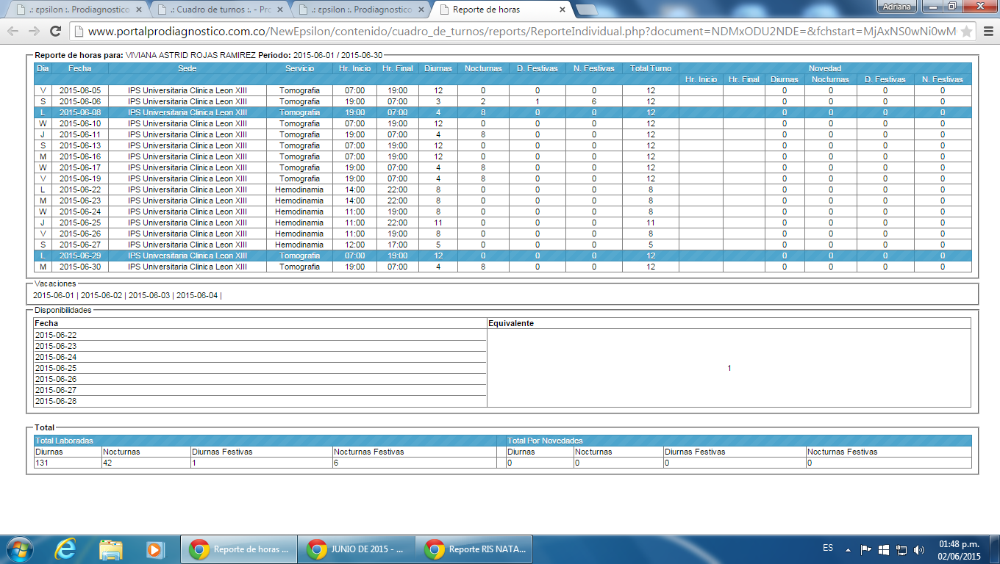 .: εpsilon :. Prodiagnostico
.: Cuadro de turnos :. - Pro
.: εpsilon :. Prodiagnostico
Reporte de horas
Adriana
www.portalprodiagnostico.com.co/NewEpsilon/contenido/cuadro_de_turnos/reports/ReporteIndividual.php?document=NDMxODU2NDE=&fchstart=MjAxNS0wNi0wM
Reporte de horas para: VIVIANA ASTRID ROJAS RAMIREZ Periodo: 2015-06-01 / 2015-06-30
Dia Fecha Sede Servicio Hr. Inicio Hr. Final Diurnas Nocturnas D. Festivas N. Festivas Total Turno Novedad
Hr. Inicio Hr. Final Diurnas Nocturnas D. Festivas N. Festivas
V 2015-06-05 IPS Universitaria Clinica Leon XIII Tomografia 07:00 19:00 12 0 0 0 12 0 0 0 0
S 2015-06-06 IPS Universitaria Clinica Leon XIII Tomografia 19:00 07:00 3 2 1 6 12 0 0 0 0
L 2015-06-08 IPS Universitaria Clinica Leon XIII Tomografia 19:00 07:00 4 8 0 0 12 0 0 0 0
W 2015-06-10 IPS Universitaria Clinica Leon XIII Tomografia 07:00 19:00 12 0 0 0 12 0 0 0 0
J 2015-06-11 IPS Universitaria Clinica Leon XIII Tomografia 19:00 07:00 4 8 0 0 12 0 0 0 0
S 2015-06-13 IPS Universitaria Clinica Leon XIII Tomografia 07:00 19:00 12 0 0 0 12 0 0 0 0
M 2015-06-16 IPS Universitaria Clinica Leon XIII Tomografia 07:00 19:00 12 0 0 0 12 0 0 0 0
W 2015-06-17 IPS Universitaria Clinica Leon XIII Tomografia 19:00 07:00 4 8 0 0 12 0 0 0 0
V 2015-06-19 IPS Universitaria Clinica Leon XIII Tomografia 19:00 07:00 4 8 0 0 12 0 0 0 0
L 2015-06-22 IPS Universitaria Clinica Leon XIII Hemodinamia 14:00 22:00 8 0 0 0 8 0 0 0 0
M 2015-06-23 IPS Universitaria Clinica Leon XIII Hemodinamia 14:00 22:00 8 0 0 0 8 0 0 0 0
W 2015-06-24 IPS Universitaria Clinica Leon XIII Hemodinamia 11:00 19:00 8 0 0 0 8 0 0 0 0
J 2015-06-25 IPS Universitaria Clinica Leon XIII Hemodinamia 11:00 22:00 11 0 0 0 11 0 0 0 0
V 2015-06-26 IPS Universitaria Clinica Leon XIII Hemodinamia 11:00 19:00 8 0 0 0 8 0 0 0 0
S 2015-06-27 IPS Universitaria Clinica Leon XIII Hemodinamia 12:00 17:00 5 0 0 0 5 0 0 0 0
L 2015-06-29 IPS Universitaria Clinica Leon XIII Tomografia 07:00 19:00 12 0 0 0 12 0 0 0 0
M 2015-06-30 IPS Universitaria Clinica Leon XIII Tomografia 19:00 07:00 4 8 0 0 12 0 0 0 0
Vacaciones
2015-06-01 | 2015-06-02 | 2015-06-03 | 2015-06-04 |
Disponibilidades
Fecha Equivalente
2015-06-22
2015-06-23
2015-06-24
2015-06-25
1
2015-06-26
2015-06-27
2015-06-28
Total
Total Laboradas Total Por Novedades
Diurnas Nocturnas Diurnas Festivas Nocturnas Festivas Diurnas Nocturnas Diurnas Festivas Nocturnas Festivas
131 42 1 6 0 0 0 0
Reporte de horas ...
JUNIO DE 2015 - ...
Reporte RIS NATA...
ES
01:48 p.m.
02/06/2015